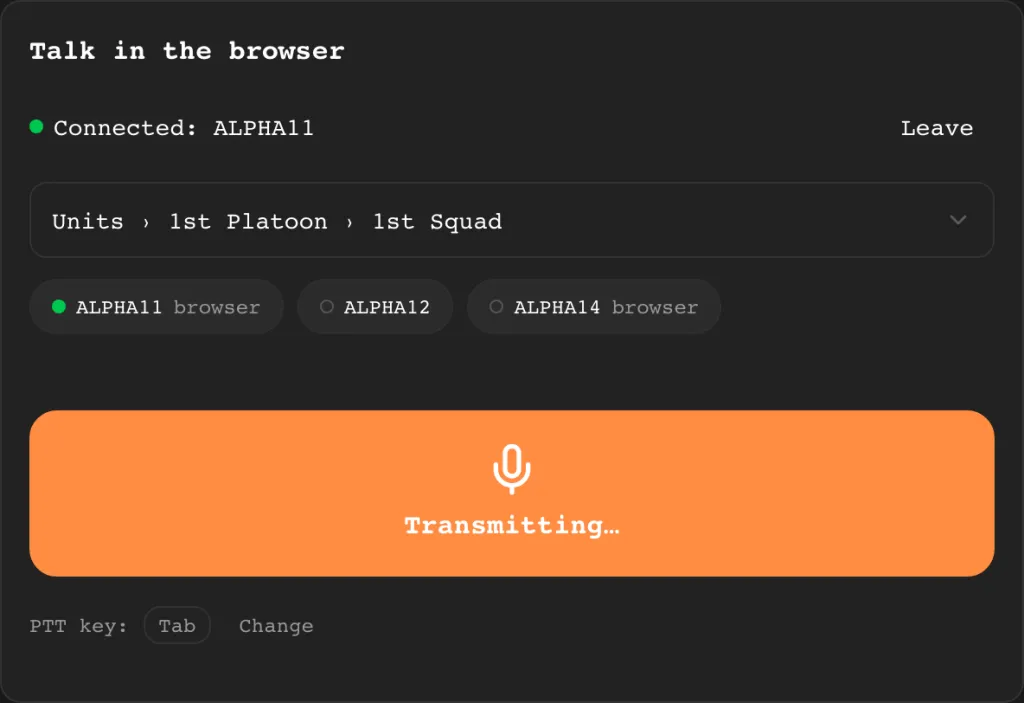 Talk in the browser
Connected: ALPHA11
Leave
Units › 1st Platoon › 1st Squad
ALPHA11 browser
ALPHA12
ALPHA14 browser
Transmitting…
PTT key: Tab Change